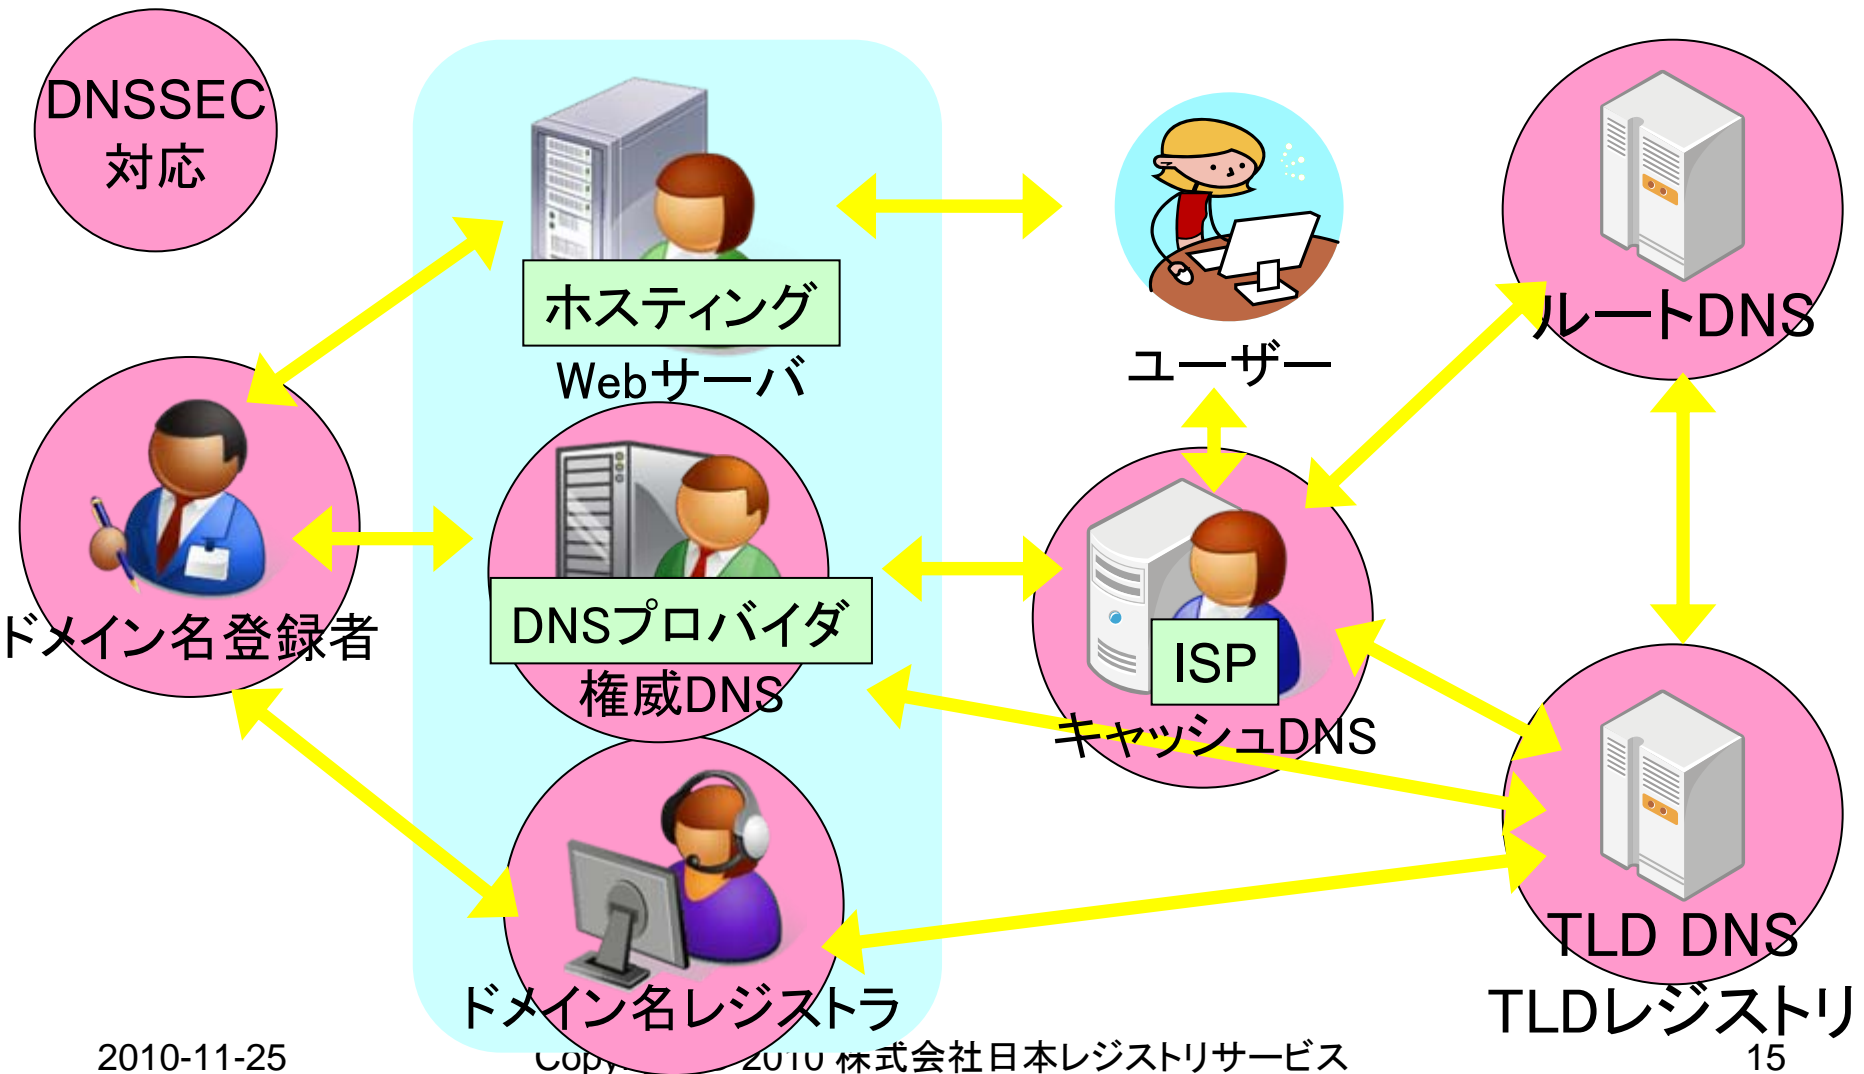 DNSSEC
対応
ホスティング
Webサーバ
ユーザー
ルートDNS
ドメイン名登録者
DNSプロバイダ
権威DNS
ISP
キャッシュDNS
TLD DNS
TLDレジストリ
ドメイン名レジストラ
2010-11-25
2010 株式会社日本レジストリサービス
15